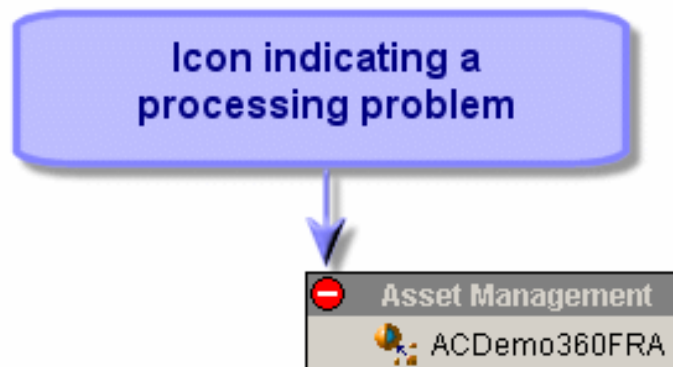 Icon indicating a
processing problem
Asset Management
ACDemo360FRA